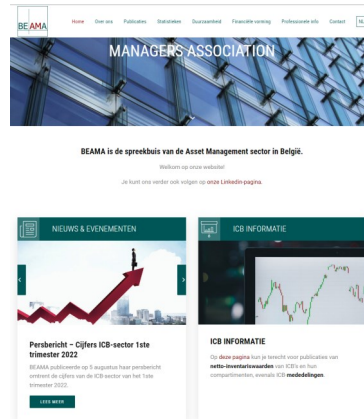 BEAMA
Home Over ons Publicaties Statistieken Duurzaamheid Financiële vorming Professionele info Contact NL
MANAGERS ASSOCIATION
BEAMA is de spreekbuis van de Asset Management sector in België.
Welkom op onze website!
Je kunt ons verder ook volgen op onze LinkedIn-pagina.
NIEUWS & EVENEMENTEN
Persbericht – Cijfers ICB-sector 1ste
trimester 2022
BEAMA publiceerde op 5 augustus haar persbericht
omtrent de cijfers van de ICB-sector van het 1ste
trimester 2022.
LEES MEER
ICB INFORMATIE
ICB INFORMATIE
Op deze pagina kun je terecht voor publicaties van
netto-inventariswaarden van ICB's en hun
compartimenten, evenals ICB mededelingen.